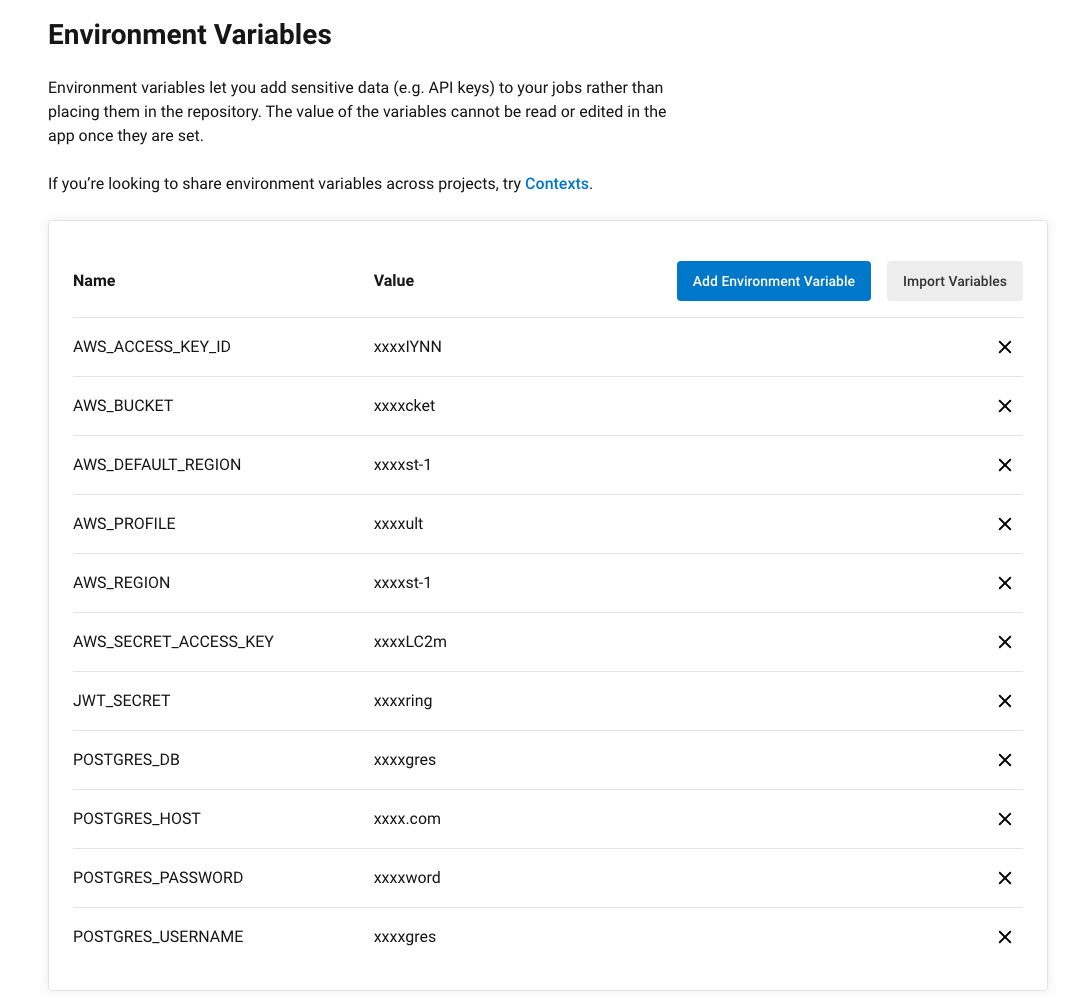 Environment Variables
Environment variables let you add sensitive data (e.g. API keys) to your jobs rather than
placing them in the repository. The value of the variables cannot be read or edited in the
app once they are set.
If you’re looking to share environment variables across projects, try Contexts.
Name Value Add Environment Variable Import Variables
AWS_ACCESS_KEY_ID xxxxIYNN
AWS_BUCKET xxxxcket
AWS_DEFAULT_REGION xxxxst-1
AWS_PROFILE xxxxult
AWS_REGION xxxxst-1
AWS_SECRET_ACCESS_KEY xxxxLC2m
JWT_SECRET xxxxring
POSTGRES_DB xxxxgres
POSTGRES_HOST xxxx.com
POSTGRES_PASSWORD xxxxword
POSTGRES_USERNAME xxxxgres